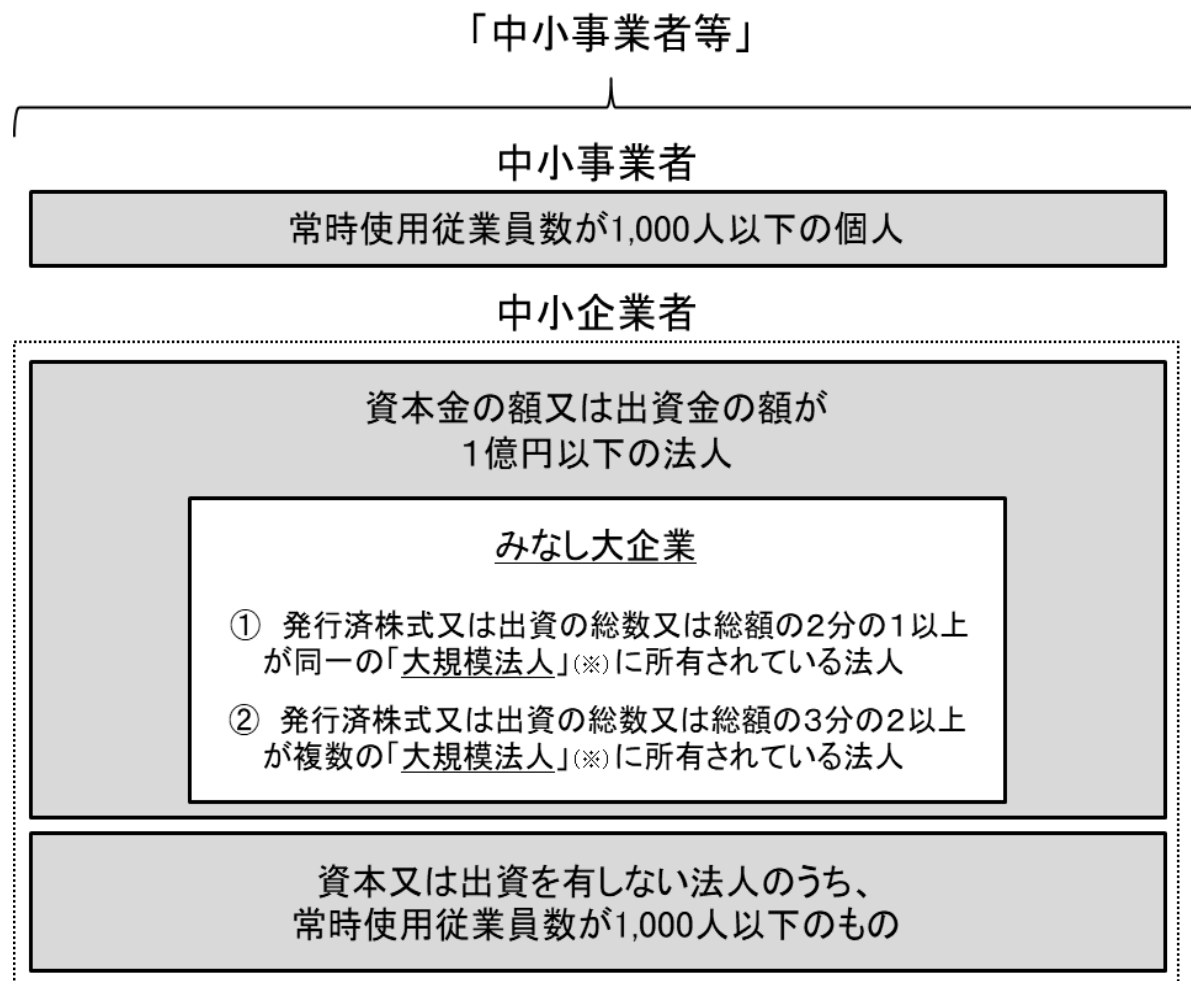 「中小事業者等」
中小事業者
常時使用従業員数が1,000人以下の個人
中小企業者
資本金の額又は出資金の額が
1億円以下の法人
みなし大企業
① 発行済株式又は出資の総数又は総額の2分の1以上
が同一の「大規模法人」(※)に所有されている法人
② 発行済株式又は出資の総数又は総額の3分の2以上
が複数の「大規模法人」(※)に所有されている法人
資本又は出資を有しない法人のうち、
常時使用従業員数が1,000人以下のもの